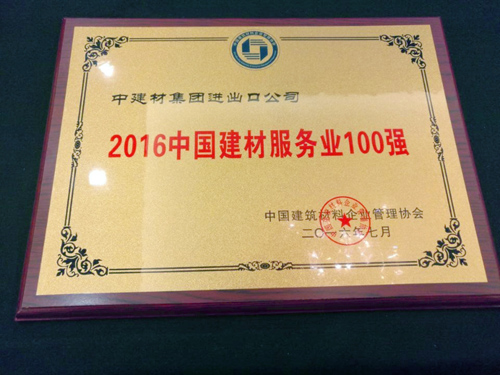 中建材集团进出口公司
2016中国建材服务业100强
中国建筑材料企业管理协会
二〇一六年七月